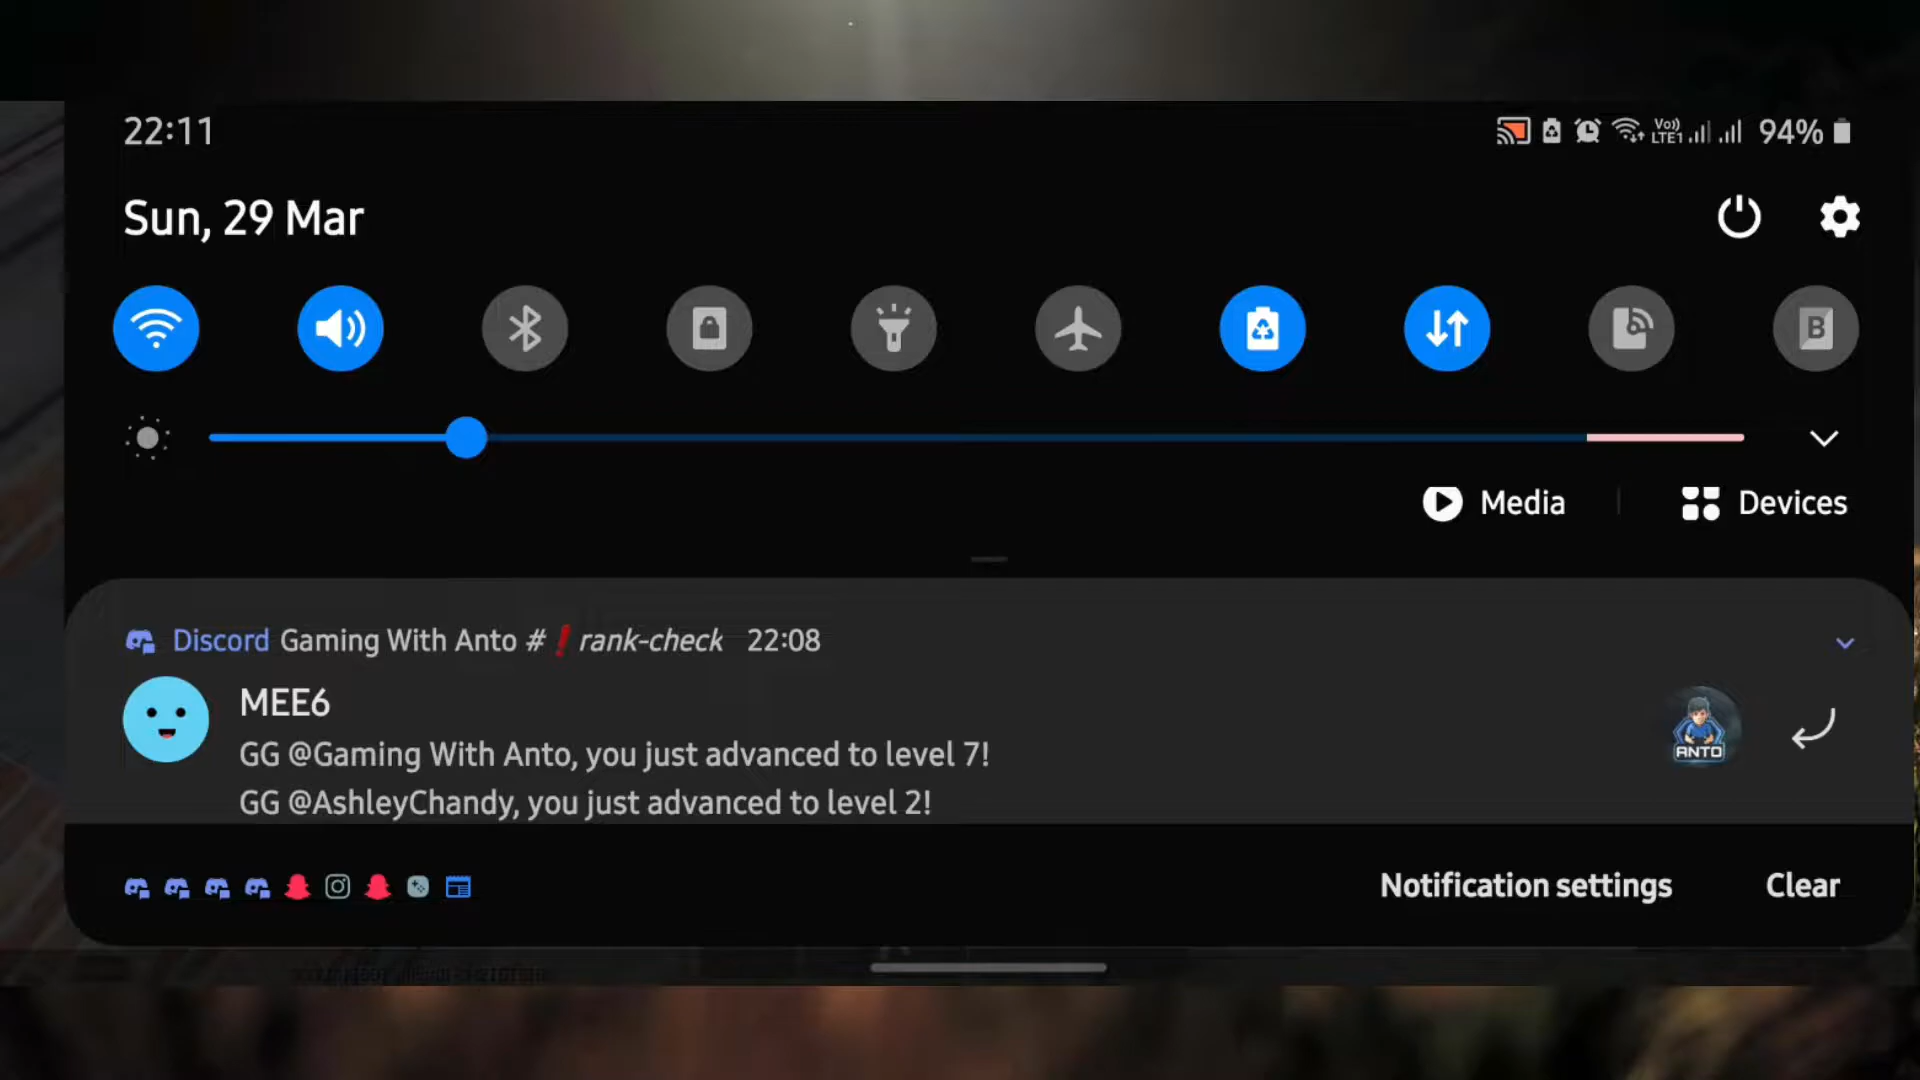 22:11
Vo)) LTE1 94%
Sun, 29 Mar
B
Media
Devices
Discord Gaming With Anto #❗rank-check 22:08
MEE6
GG @Gaming With Anto, you just advanced to level 7!
GG @AshleyChandy, you just advanced to level 2!
ANTO
Notification settings
Clear